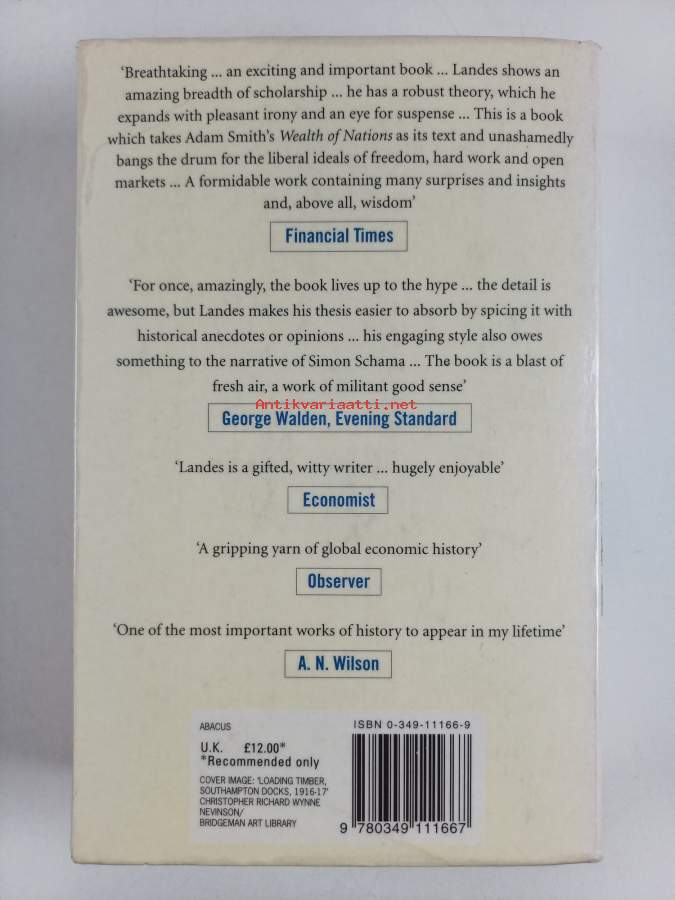 ‘Breathtaking ... an exciting and important book ... Landes shows an
amazing breadth of scholarship ... he has a robust theory, which he
expands with pleasant irony and an eye for suspense ... This is a book
which takes Adam Smith’s Wealth of Nations as its text and unashamedly
bangs the drum for the liberal ideals of freedom, hard work and open
markets ... A formidable work containing many surprises and insights
and, above all, wisdom’
Financial Times
‘For once, amazingly, the book lives up to the hype ... the detail is
awesome, but Landes makes his thesis easier to absorb by spicing it with
historical anecdotes or opinions ... his engaging style also owes
something to the narrative of Simon Schama ... The book is a blast of
fresh air, a work of militant good sense’
Antikvariaatti.net
George Walden, Evening Standard
‘Landes is a gifted, witty writer ... hugely enjoyable’
Economist
‘A gripping yarn of global economic history’
Observer
‘One of the most important works of history to appear in my lifetime’
A. N. Wilson
ABACUS
U.K. £12.00*
*Recommended only
COVER IMAGE: ‘LOADING TIMBER,
SOUTHAMPTON DOCKS, 1916-17’
CHRISTOPHER RICHARD WYNNE
NEVINSON/
BRIDGEMAN ART LIBRARY
ISBN 0-349-11166-9
9 780349 111667